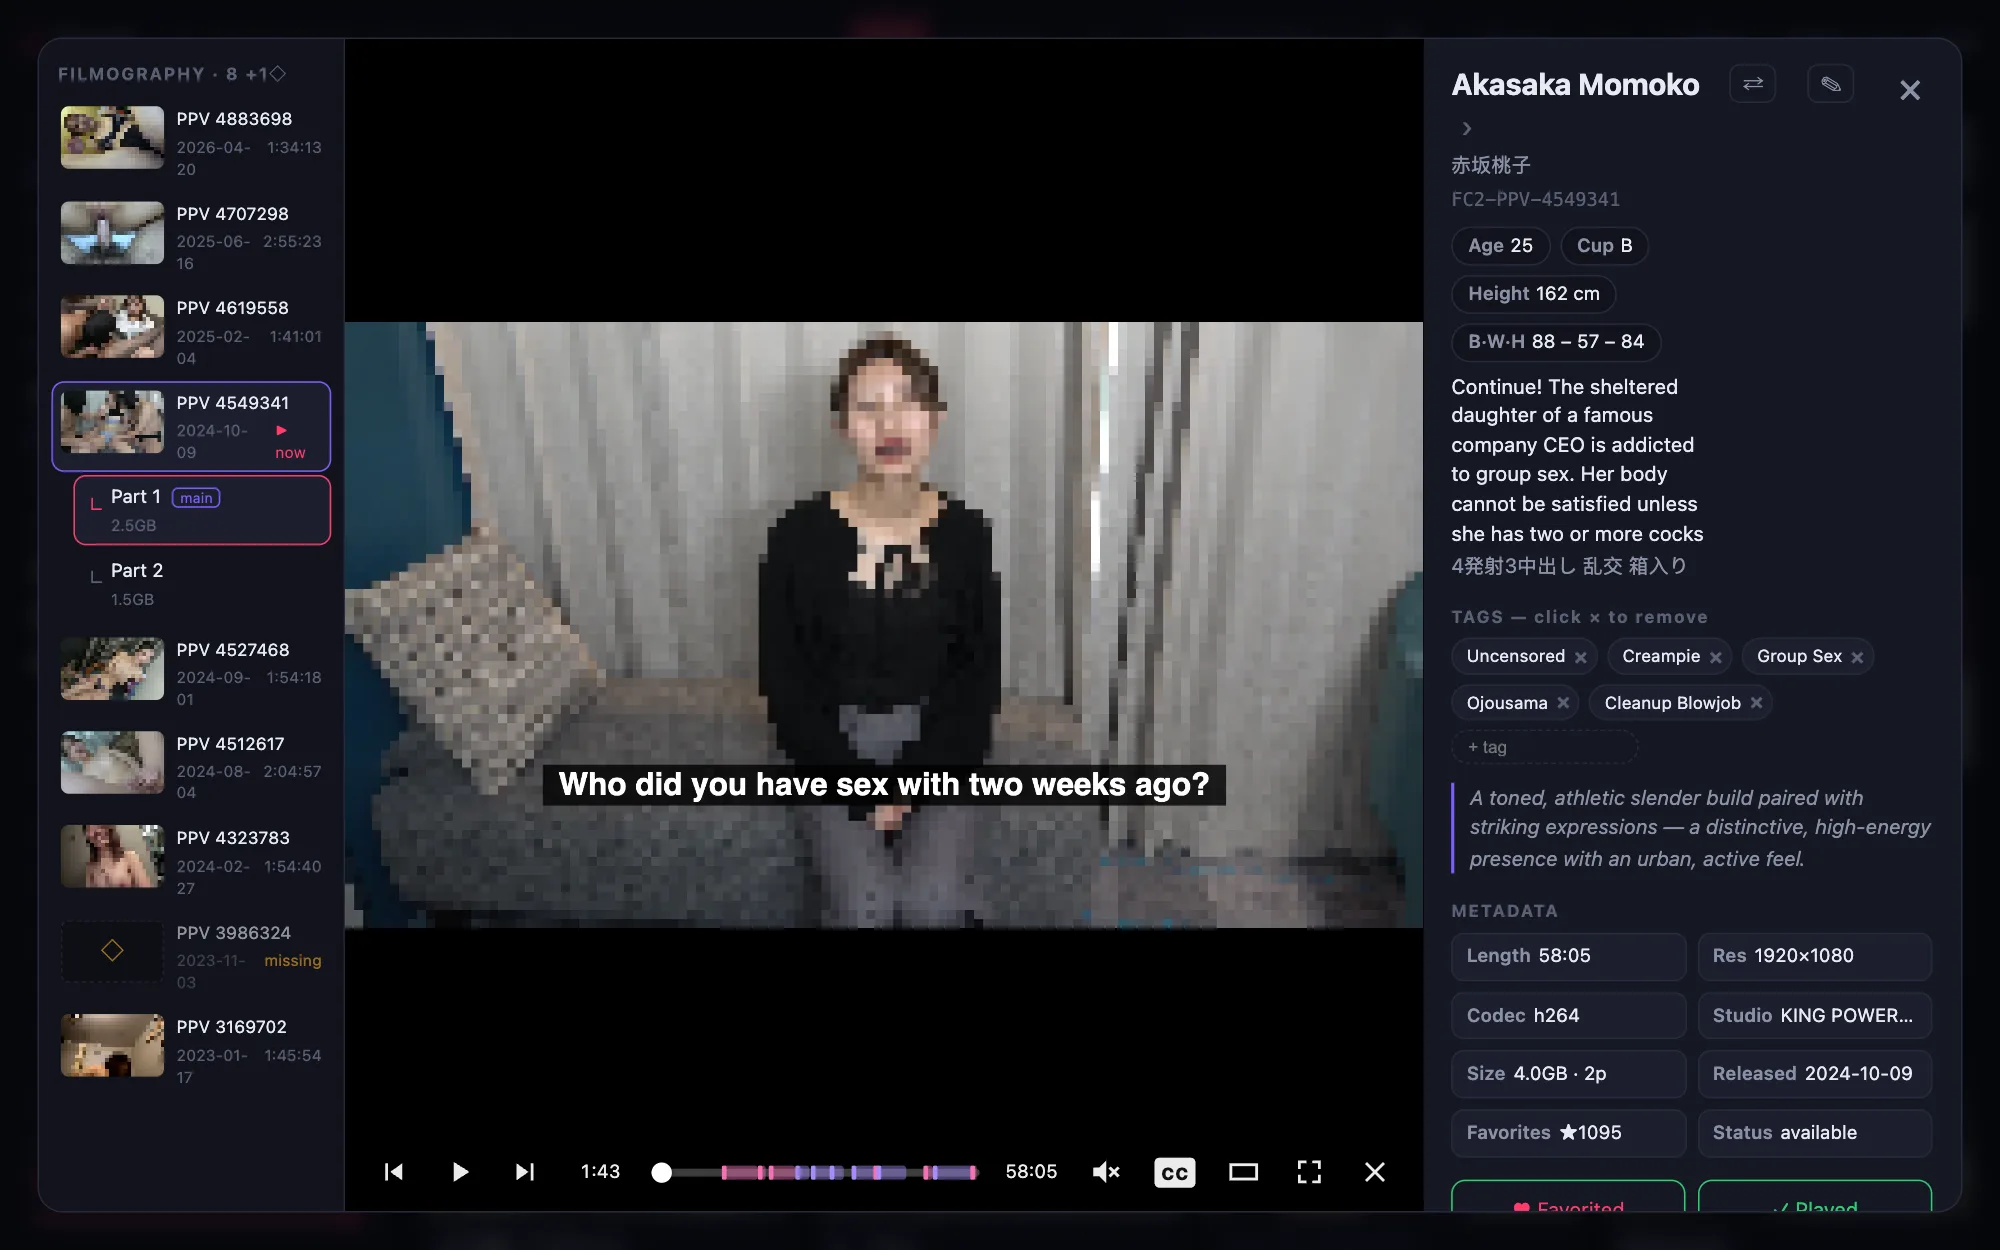 FILMOGRAPHY · 8 +1◇
PPV 4883698
2026-04-20 1:34:13
PPV 4707298
2025-06-16 2:55:23
PPV 4619558
2025-02-04 1:41:01
PPV 4549341
2024-10-09 ▶ now
Part 1 main
2.5GB
Part 2
1.5GB
PPV 4527468
2024-09-01 1:54:18
PPV 4512617
2024-08-04 2:04:57
PPV 4323783
2024-02-27 1:54:40
PPV 3986324
2023-11-03 missing
PPV 3169702
2023-01-17 1:45:54
Who did you have sex with two weeks ago?
1:43 58:05 CC
Akasaka Momoko
赤坂桃子
FC2-PPV-4549341
Age 25 Cup B
Height 162 cm
B·W·H 88 – 57 – 84
Continue! The sheltered
daughter of a famous
company CEO is addicted
to group sex. Her body
cannot be satisfied unless
she has two or more cocks
4発射3中出し 乱交 箱入り
TAGS — click × to remove
Uncensored × Creampie × Group Sex ×
Ojousama × Cleanup Blowjob ×
+ tag
A toned, athletic slender build paired with
striking expressions — a distinctive, high-energy
presence with an urban, active feel.
METADATA
Length 58:05 Res 1920×1080
Codec h264 Studio KING POWER...
Size 4.0GB · 2p Released 2024-10-09
Favorites ★1095 Status available
♥ Favorited ✓ Played